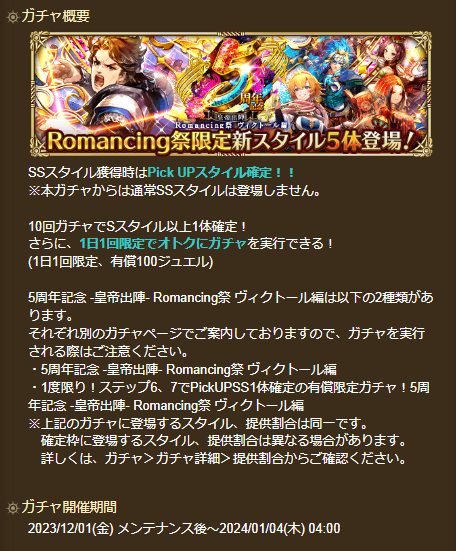 ガチャ概要
5周年
皇帝出陣
Romancing祭 ヴィクトール編
Romancing祭限定新スタイル5体登場!
SSスタイル獲得時はPick UPスタイル確定！！
※本ガチャからは通常SSスタイルは登場しません。
10回ガチャでSスタイル以上1体確定！
さらに、1日1回限定でオトクにガチャを実行できる！
(1日1回限定、有償100ジュエル)
5周年記念 -皇帝出陣- Romancing祭 ヴィクトール編は以下の2種類があ
ります。
それぞれ別のガチャページでご案内しておりますので、ガチャを実行
される際はご注意ください。
・5周年記念 -皇帝出陣- Romancing祭 ヴィクトール編
・1度限り！ステップ6、7でPickUPSS1体確定の有償限定ガチャ！5周
年記念 -皇帝出陣- Romancing祭 ヴィクトール編
※上記のガチャに登場するスタイル、提供割合は同一です。
確定枠に登場するスタイル、提供割合は異なる場合があります。
詳しくは、ガチャ＞ガチャ詳細＞提供割合からご確認ください。
ガチャ開催期間
2023/12/01(金) メンテナンス後～2024/01/04(木) 04:00